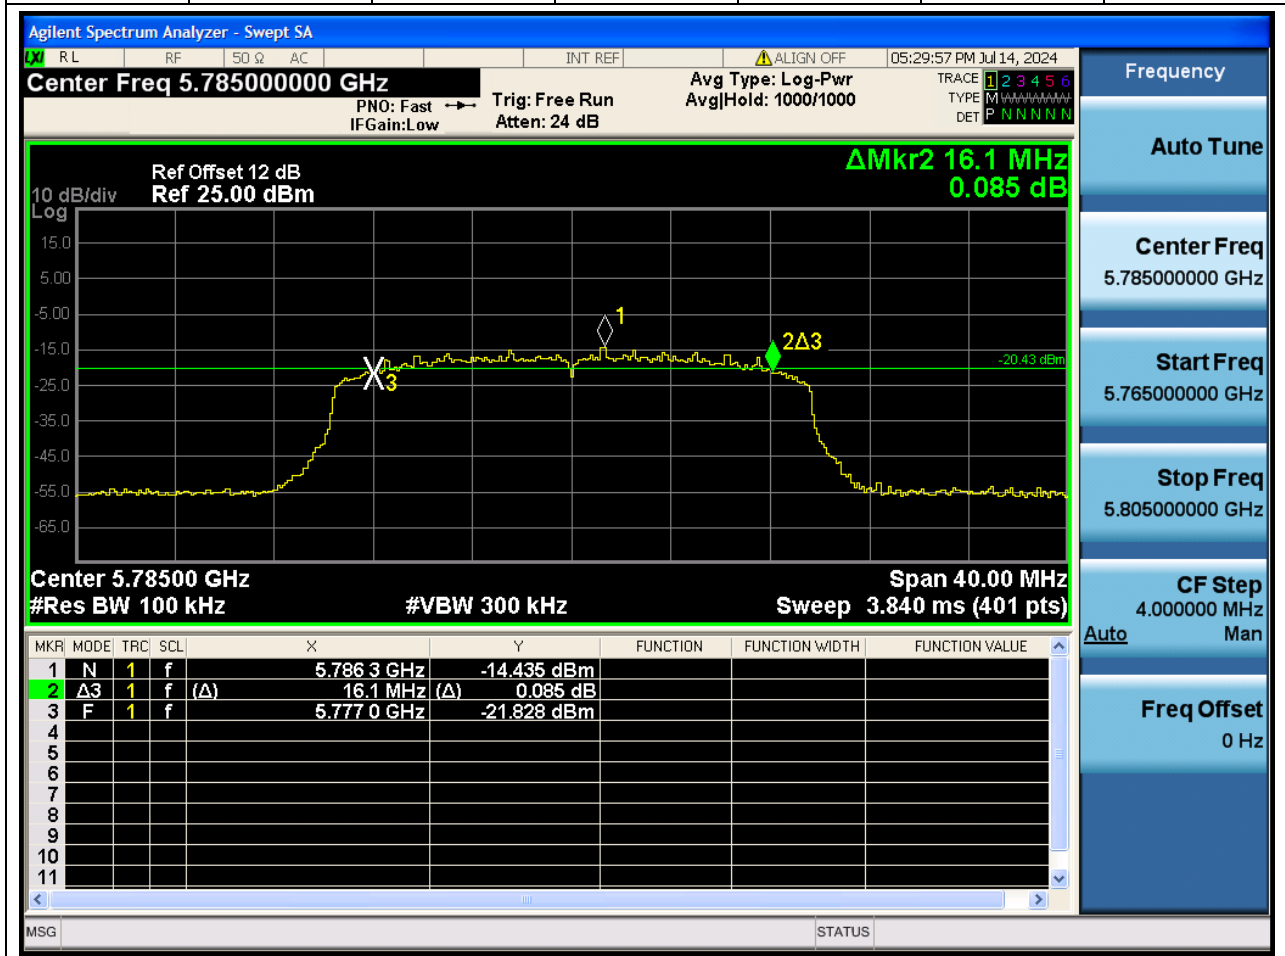 Agilent Spectrum Analyzer - Swept SA
LXI RL RF 50 Ω AC INT REF ALIGN OFF 05:29:57 PM Jul 14, 2024
Center Freq 5.785000000 GHz
PNO: Fast
IFGain:Low
Trig: Free Run
Atten: 24 dB
Avg Type: Log-Pwr
Avg|Hold: 1000/1000
TRACE 1 2 3 4 5 6
TYPE M WWWWW
DET P N N N N N
ΔMkr2 16.1 MHz
0.085 dB
Ref Offset 12 dB
Ref 25.00 dBm
10 dB/div
Log
15.0
5.00
-5.00
-15.0
-25.0
-35.0
-45.0
-55.0
-65.0
1
2Δ3
3
-20.43 dBm
Center 5.78500 GHz Span 40.00 MHz
#Res BW 100 kHz #VBW 300 kHz Sweep 3.840 ms (401 pts)
MKR MODE TRC SCL X Y FUNCTION FUNCTION WIDTH FUNCTION VALUE
1 N 1 f 5.786 3 GHz -14.435 dBm
2 Δ3 1 f (Δ) 16.1 MHz (Δ) 0.085 dB
3 F 1 f 5.777 0 GHz -21.828 dBm
4
5
6
7
8
9
10
11
MSG STATUS
Frequency
Auto Tune
Center Freq
5.785000000 GHz
Start Freq
5.765000000 GHz
Stop Freq
5.805000000 GHz
CF Step
4.000000 MHz
Auto Man
Freq Offset
0 Hz